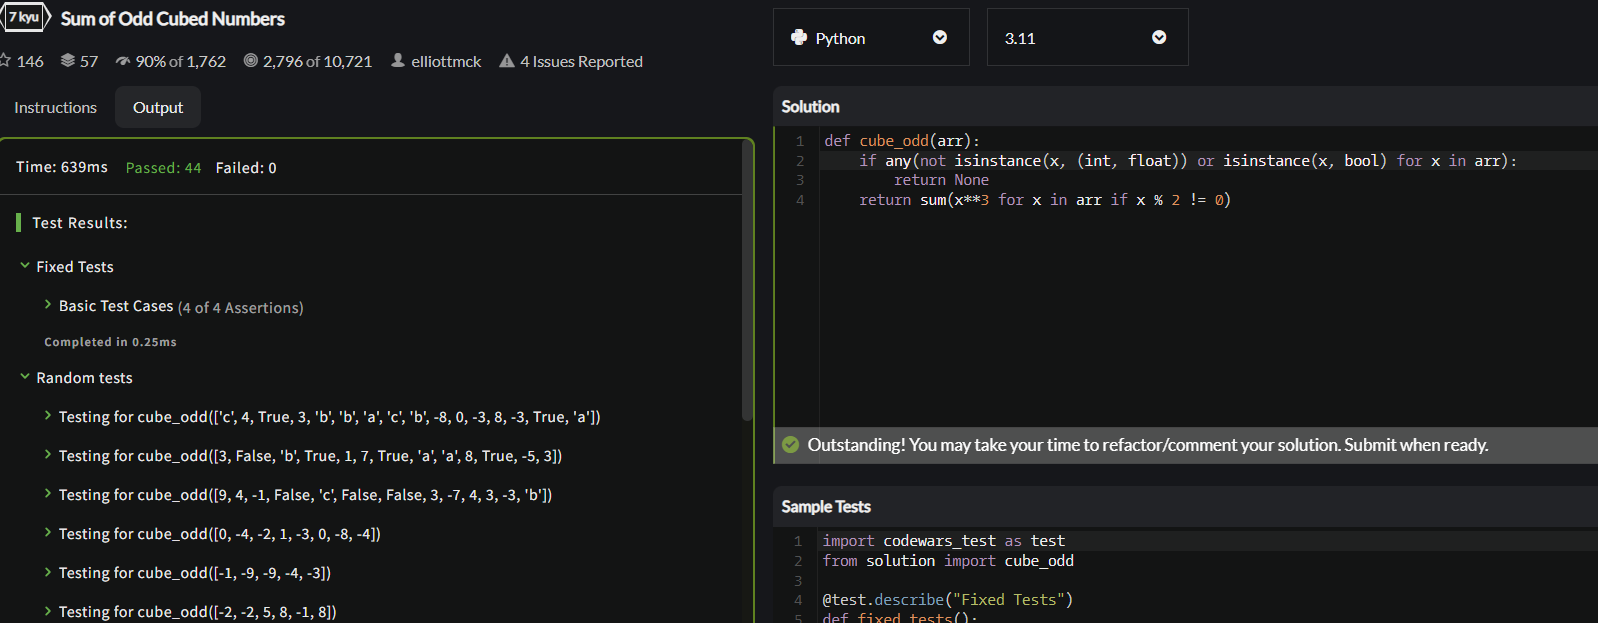 7 kyu Sum of Odd Cubed Numbers
146 57 90% of 1,762 2,796 of 10,721 elliottmck 4 Issues Reported
Instructions Output
Time: 639ms Passed: 44 Failed: 0
Test Results:
Fixed Tests
Basic Test Cases (4 of 4 Assertions)
Completed in 0.25ms
Random tests
Testing for cube_odd(['c', 4, True, 3, 'b', 'b', 'a', 'c', 'b', -8, 0, -3, 8, -3, True, 'a'])
Testing for cube_odd([3, False, 'b', True, 1, 7, True, 'a', 'a', 8, True, -5, 3])
Testing for cube_odd([9, 4, -1, False, 'c', False, False, 3, -7, 4, 3, -3, 'b'])
Testing for cube_odd([0, -4, -2, 1, -3, 0, -8, -4])
Testing for cube_odd([-1, -9, -9, -4, -3])
Testing for cube_odd([-2, -2, 5, 8, -1, 8])
Python 3.11
Solution
1 def cube_odd(arr):
2 if any(not isinstance(x, (int, float)) or isinstance(x, bool) for x in arr):
3 return None
4 return sum(x**3 for x in arr if x % 2 != 0)
Outstanding! You may take your time to refactor/comment your solution. Submit when ready.
Sample Tests
1 import codewars_test as test
2 from solution import cube_odd
3
4 @test.describe("Fixed Tests")
5 def fixed_tests():